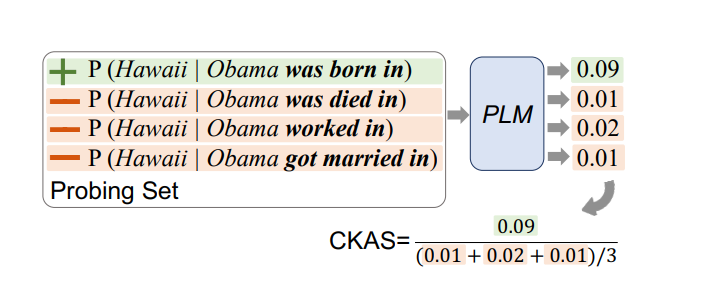 + P (Hawaii | Obama was born in)
− P (Hawaii | Obama was died in)
− P (Hawaii | Obama worked in)
− P (Hawaii | Obama got married in)
Probing Set
PLM
0.09
0.01
0.02
0.01
0.09
CKAS=
(0.01 + 0.02 + 0.01)/3